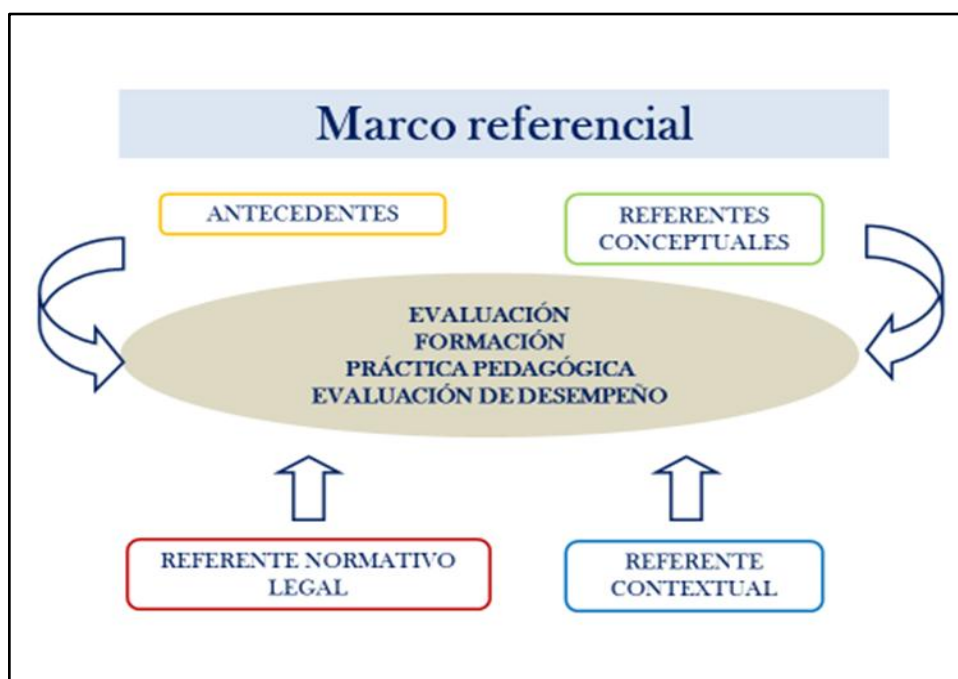 Marco referencial
ANTECEDENTES
REFERENTES
CONCEPTUALES
EVALUACIÓN
FORMACIÓN
PRÁCTICA PEDAGÓGICA
EVALUACIÓN DE DESEMPEÑO
REFERENTE NORMATIVO
LEGAL
REFERENTE
CONTEXTUAL